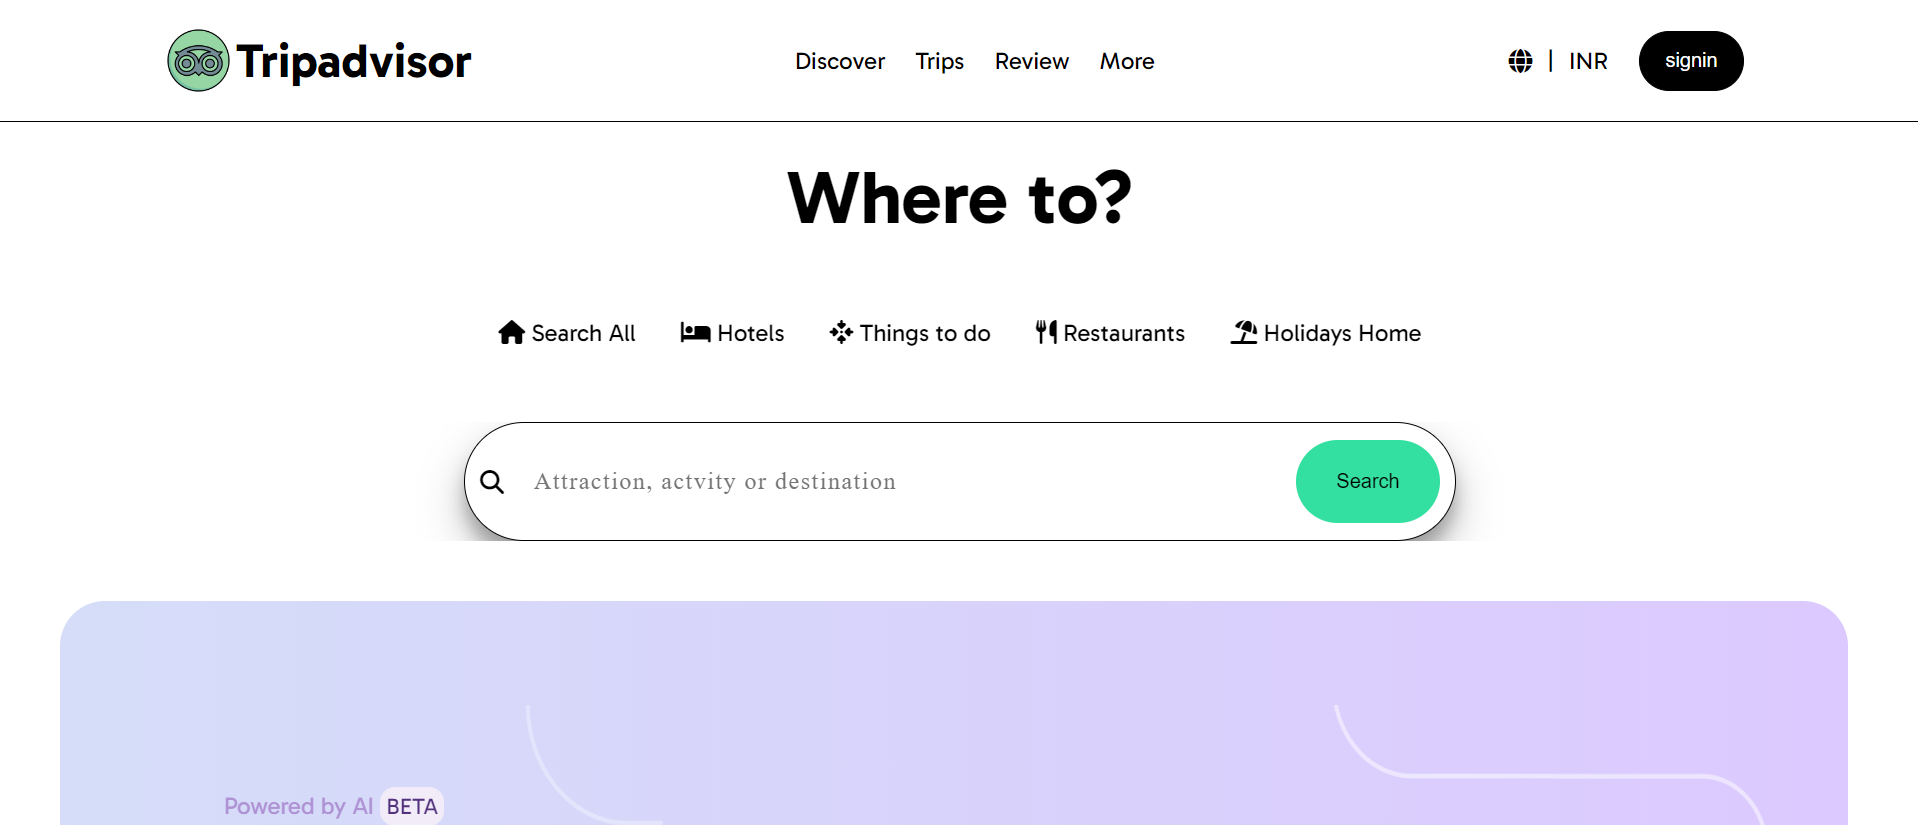 Tripadvisor
Discover Trips Review More
| INR
signin
Where to?
Search All Hotels Things to do Restaurants Holidays Home
Attraction, actvity or destination
Search
Powered by AI BETA